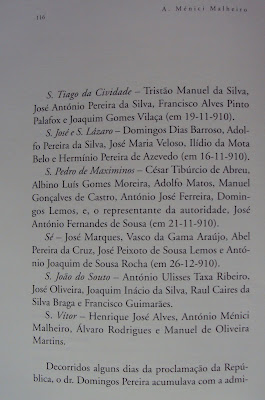 116
A. Ménici Malheiro
S. Tiago da Cividade – Tristão Manuel da Silva,
José António Pereira da Silva, Francisco Alves Pinto
Palafox e Joaquim Gomes Vilaça (em 19-11-910).
S. José e S. Lázaro – Domingos Dias Barroso, Adol-
fo Pereira da Silva, José Maria Veloso, Ilídio da Mota
Belo e Hermínio Pereira de Azevedo (em 16-11-910).
S. Pedro de Maximinos – César Tibúrcio de Abreu,
Albino Luís Gomes Moreira, Adolfo Matos, Manuel
Gonçalves de Castro, António José Ferreira, Domin-
gos Lemos, e, o representante da autoridade, José
António Fernandes de Sousa (em 21-11-910).
Sé – José Marques, Vasco da Gama Araújo, Abel
Pereira da Cruz, José Peixoto de Sousa Lemos e Antó-
nio Joaquim de Sousa Rocha (em 26-12-910).
S. João do Souto – António Ulisses Taxa Ribeiro,
José Oliveira, Joaquim Inácio da Silva, Raul Caires da
Silva Braga e Francisco Guimarães.
S. Vítor – Henrique José Alves, António Ménici
Malheiro, Álvaro Rodrigues e Manuel de Oliveira
Martins.
Decorridos alguns dias da proclamação da Repú-
blica, o dr. Domingos Pereira acumulava com a admi-